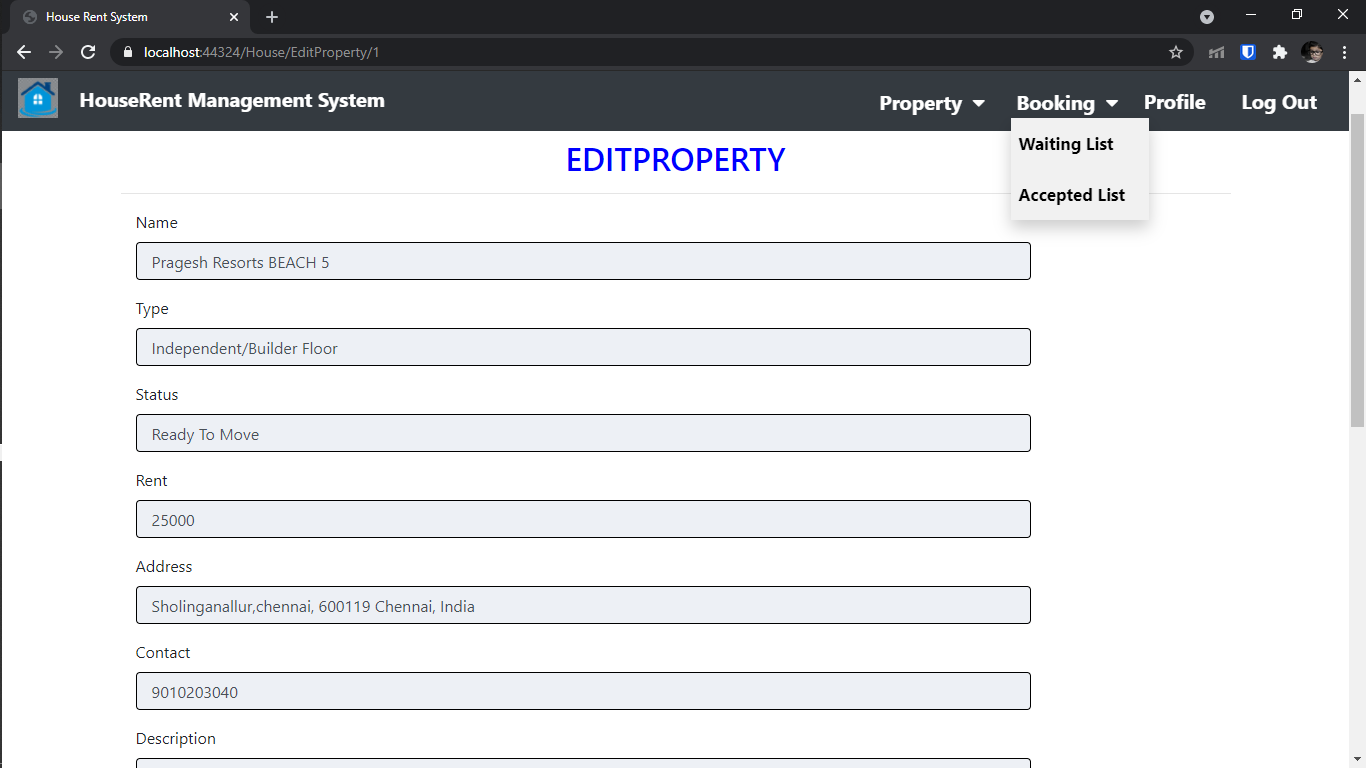 House Rent System
localhost:44324/House/EditProperty/1
HouseRent Management System
Property
Booking
Profile
Log Out
Waiting List
Accepted List
EDITPROPERTY
Name
Pragesh Resorts BEACH 5
Type
Independent/Builder Floor
Status
Ready To Move
Rent
25000
Address
Sholinganallur,chennai, 600119 Chennai, India
Contact
9010203040
Description